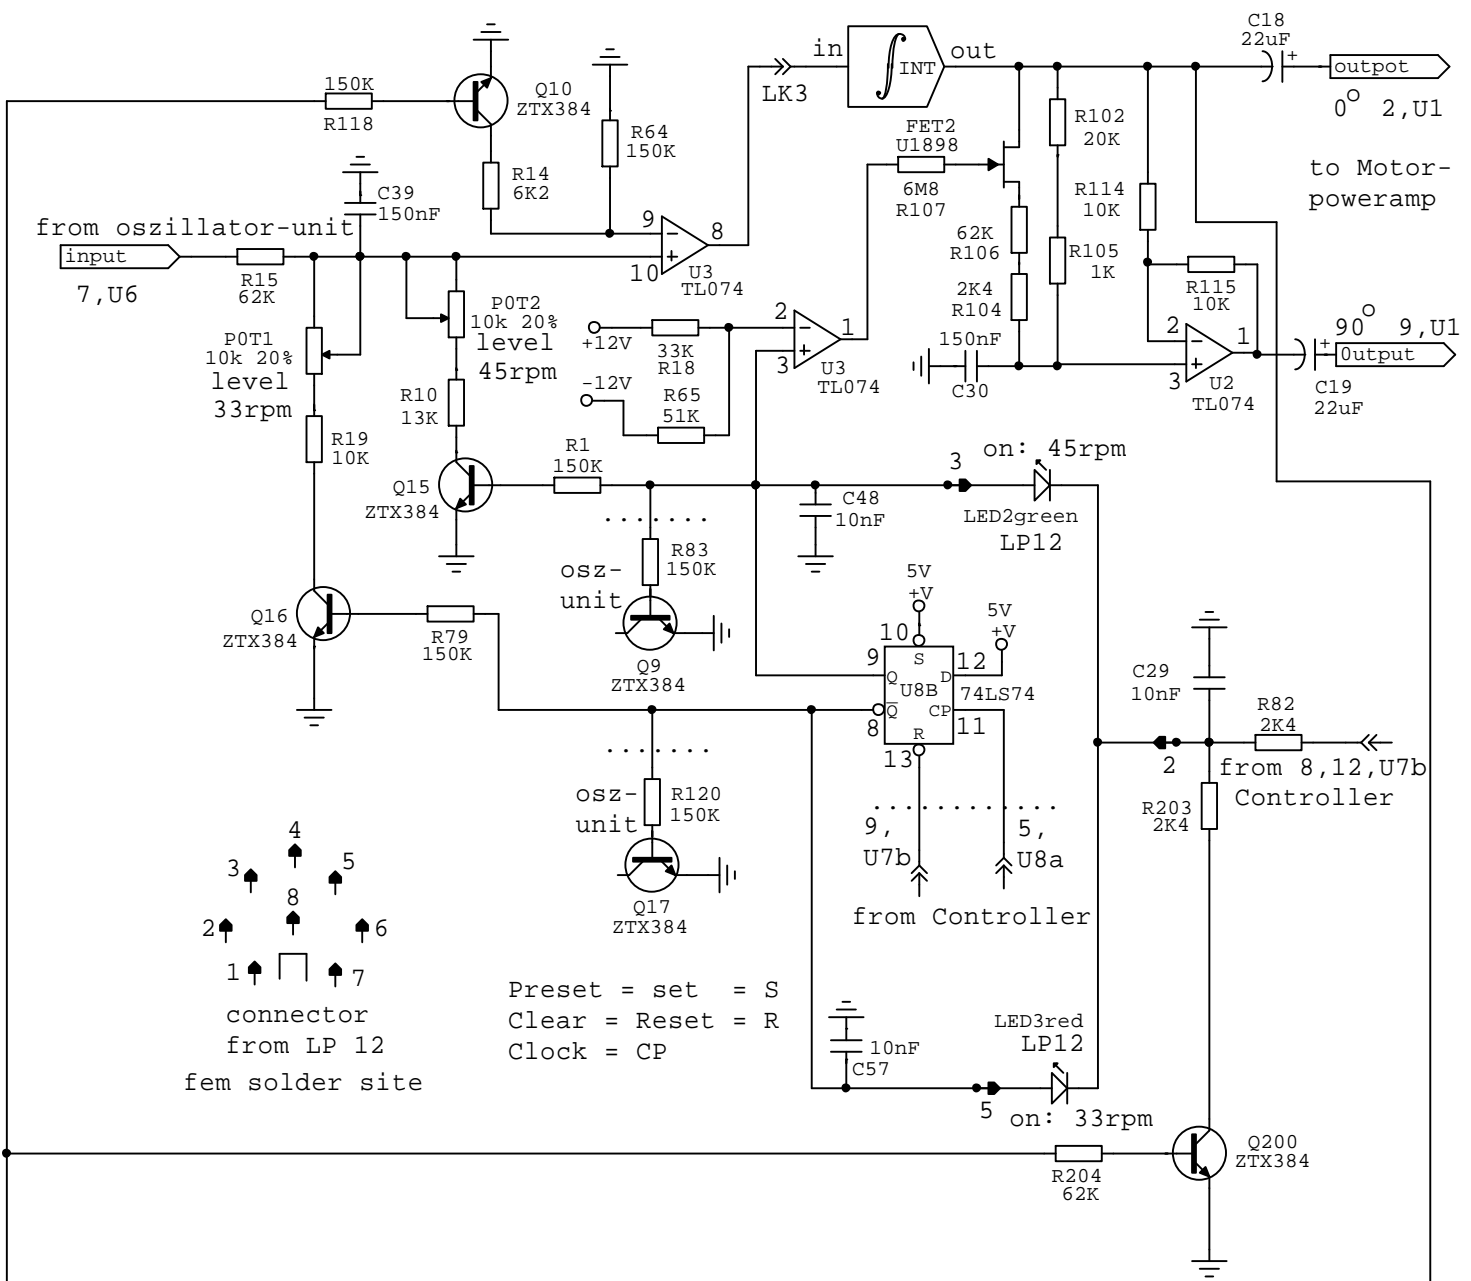 C18
22uF
+
outpot
0° 2,U1
to Motor-
poweramp
in
out
INT
LK3
150K
R118
Q10
ZTX384
R64
150K
R14
6K2
C39
150nF
FET2
U1898
6M8
R107
R102
20K
R114
10K
from oszillator-unit
input
7,U6
R15
62K
9
8
10
U3
TL074
62K
R106
R105
1K
2K4
R104
R115
10K
POT1
10k 20%
level
33rpm
POT2
10k 20%
level
45rpm
+12V
33K
R18
-12V
R65
51K
2
1
3
U3
TL074
150nF
C30
2
1
3
U2
TL074
90° 9,U1
+
0utput
C19
22uF
R19
10K
R10
13K
Q15
ZTX384
R1
150K
3
on: 45rpm
LED2green
LP12
C48
10nF
.......
osz-
unit
R83
150K
Q9
ZTX384
Q16
ZTX384
R79
150K
5V
+V
5V
+V
10
9
12
S
Q
D
U8B
74LS74
Q
CP
8
11
R
13
C29
10nF
R82
2K4
2
from 8,12,U7b
Controller
R203
2K4
.......
osz-
unit
R120
150K
Q17
ZTX384
............
9,
U7b
5,
U8a
from Controller
4
3
5
8
2
6
1
7
connector
from LP 12
fem solder site
Preset = set = S
Clear = Reset = R
Clock = CP
10nF
C57
LED3red
LP12
5
on: 33rpm
R204
62K
Q200
ZTX384